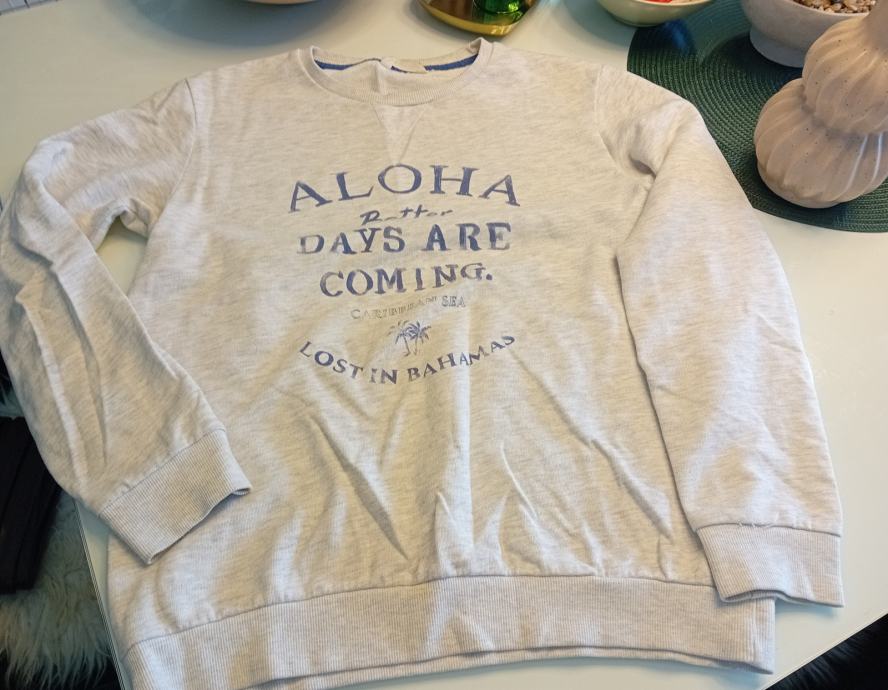 ALOHA
Better
DAYS ARE
COMING.
CARIBBEAN SEA
LOST IN BAHAMAS